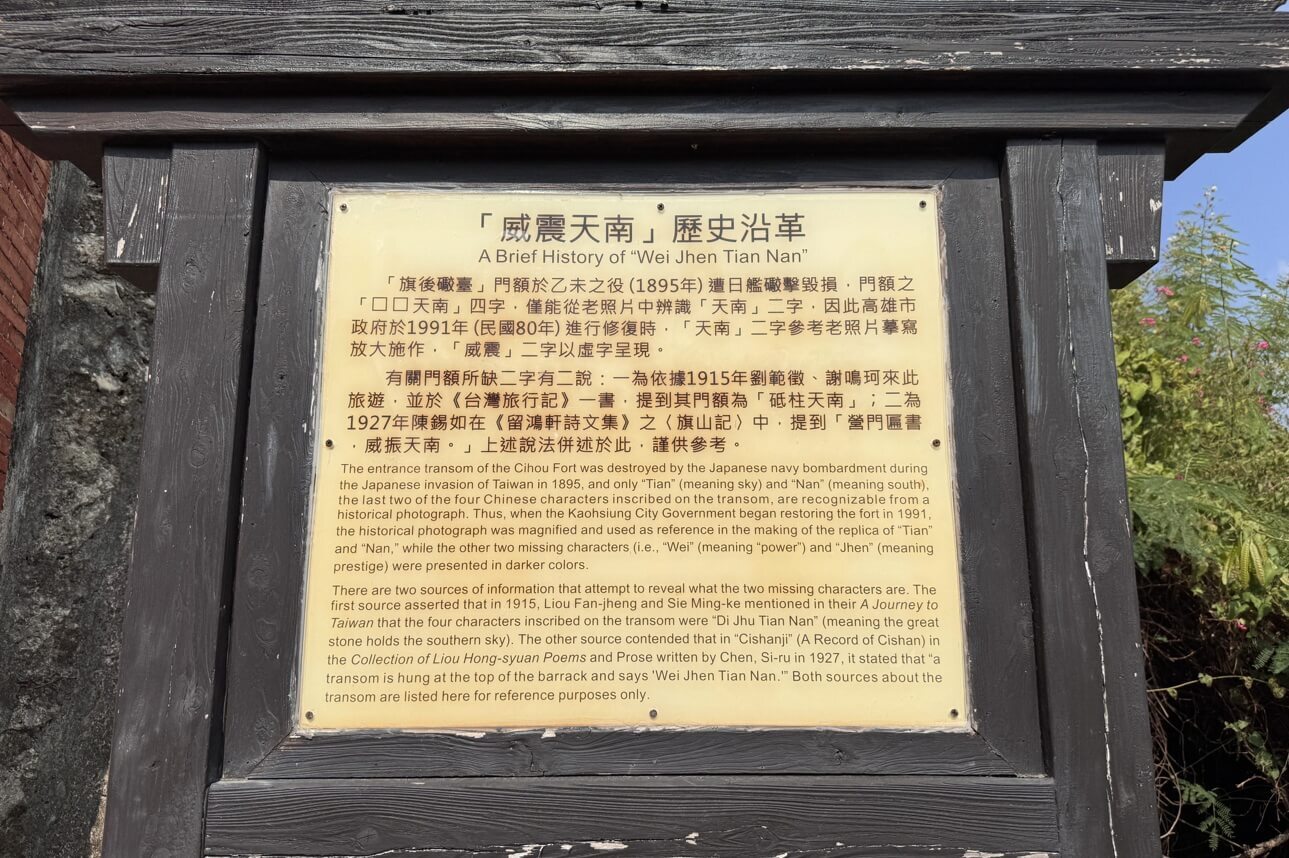 「威震天南」歷史沿革
A Brief History of “Wei Jhen Tian Nan”
「旗後礮臺」門額於乙未之役 (1895年) 遭日艦礮擊毀損，門額之
「□□天南」四字，僅能從老照片中辨識「天南」二字，因此高雄市
政府於1991年 (民國80年) 進行修復時，「天南」二字參考老照片摹寫
放大施作，「威震」二字以虛字呈現。
有關門額所缺二字有二說：一為依據1915年劉範徵、謝鳴珂來此
旅遊，並於《台灣旅行記》一書，提到其門額為「砥柱天南」；二為
1927年陳錫如在《留鴻軒詩文集》之〈旗山記〉中，提到「營門匾書
，威振天南。」上述說法併述於此，謹供參考。
The entrance transom of the Cihou Fort was destroyed by the Japanese navy bombardment during
the Japanese invasion of Taiwan in 1895, and only “Tian” (meaning sky) and “Nan” (meaning south),
the last two of the four Chinese characters inscribed on the transom, are recognizable from a
historical photograph. Thus, when the Kaohsiung City Government began restoring the fort in 1991,
the historical photograph was magnified and used as reference in the making of the replica of “Tian”
and “Nan,” while the other two missing characters (i.e., “Wei” (meaning “power”) and “Jhen” (meaning
prestige) were presented in darker colors.
There are two sources of information that attempt to reveal what the two missing characters are. The
first source asserted that in 1915, Liou Fan-jheng and Sie Ming-ke mentioned in their A Journey to
Taiwan that the four characters inscribed on the transom were “Di Jhu Tian Nan” (meaning the great
stone holds the southern sky). The other source contended that in “Cishanji” (A Record of Cishan) in
the Collection of Liou Hong-syuan Poems and Prose written by Chen, Si-ru in 1927, it stated that “a
transom is hung at the top of the barrack and says 'Wei Jhen Tian Nan.'” Both sources about the
transom are listed here for reference purposes only.